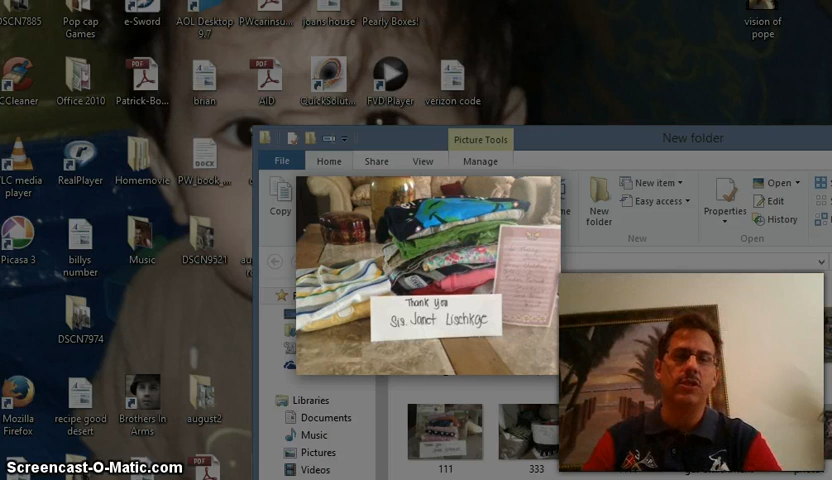 DSCN7885
Pop cap Games
e-Sword
AOL Desktop 9.7
PWcarinsu...
joans house
Pearly Boxes!
vision of pope
CCleaner
Office 2010
Patrick-Bo...
brian
AID
QuickSolut...
FVD Player
verizon code
VLC media player
RealPlayer
Homemovie
PW_book_...
Picasa 3
billys number
Music
DSCN9521
DSCN7974
Mozilla Firefox
recipe good desert
Brothers In Arms
august2
Picture Tools
New folder
File
Home
Share
View
Manage
Copy
New folder
New item
Easy access
New
Properties
Open
Edit
History
Open
Thank you
Sis. Janet Lischkge
Libraries
Documents
Music
Pictures
Videos
111
333
Screencast-O-Matic.com